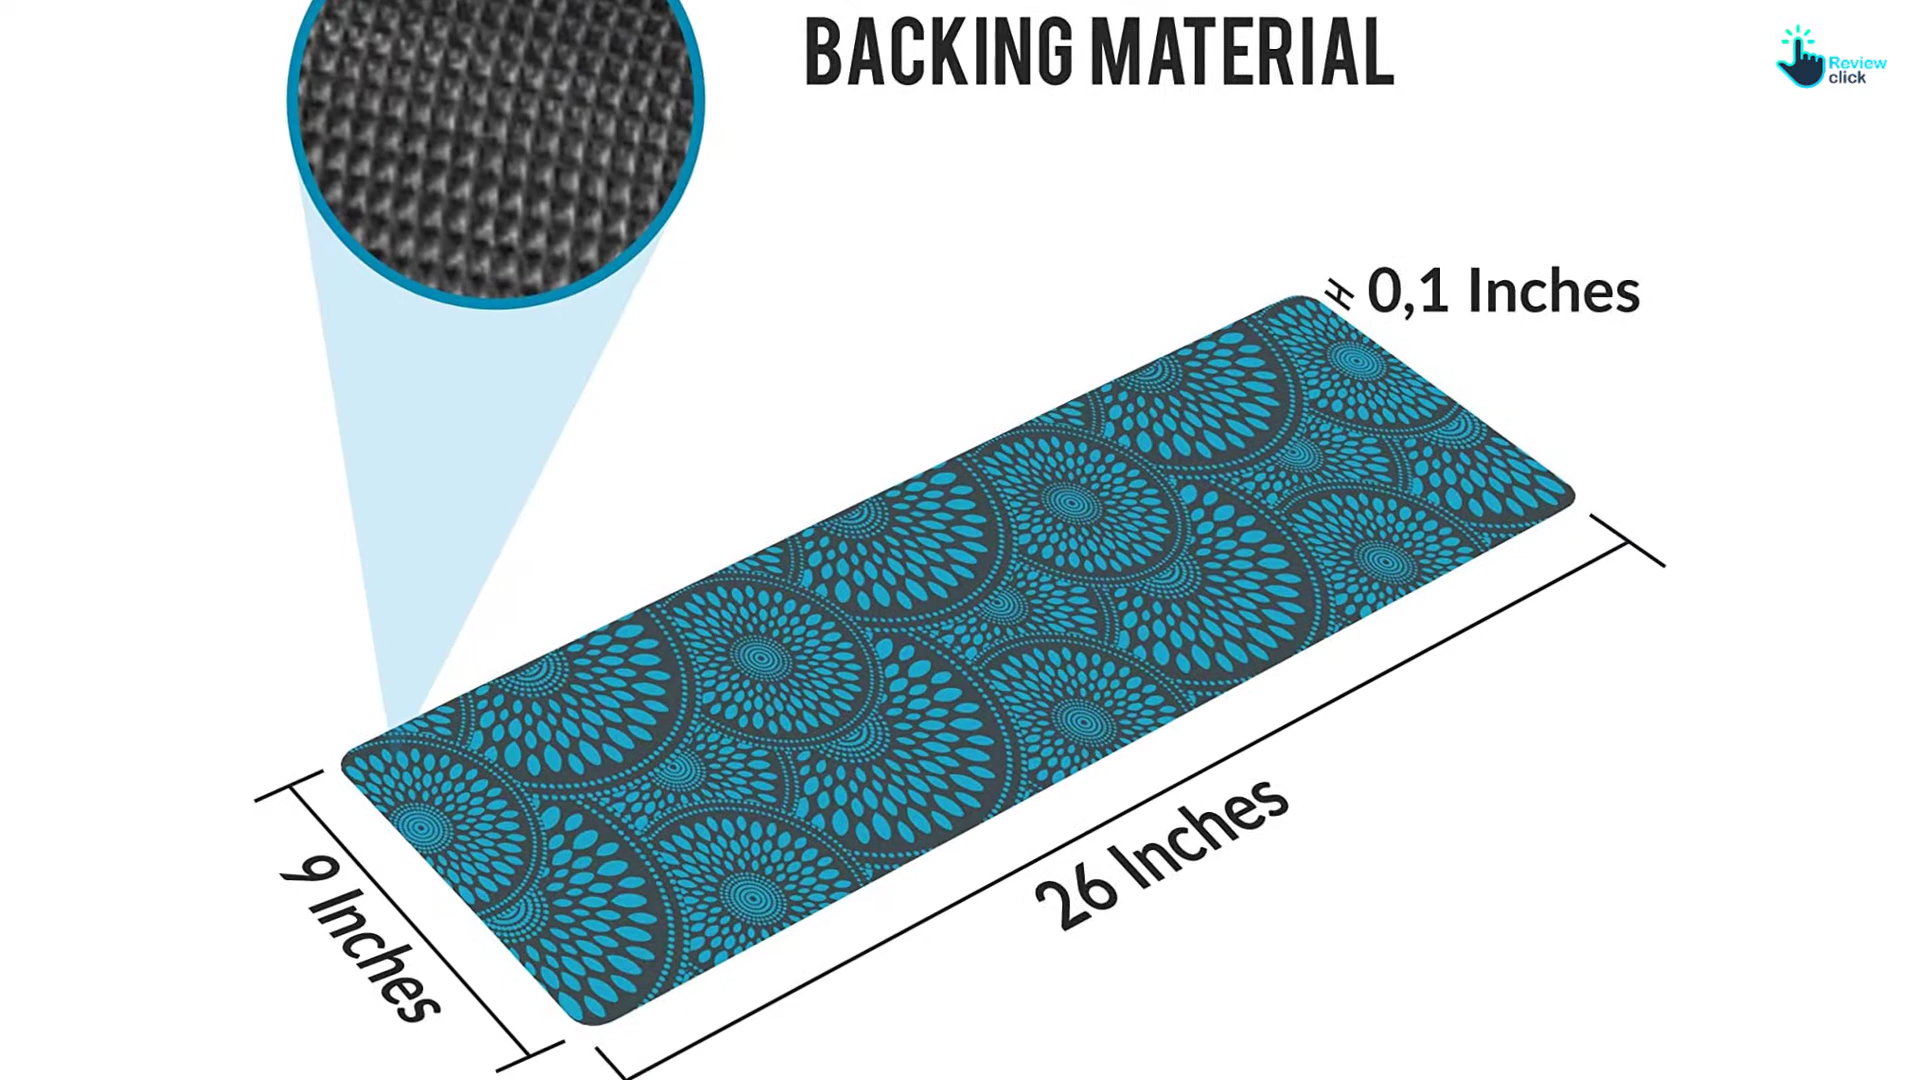 BACKING MATERIAL
Review
click
0,1 Inches
26 Inches
9 Inches